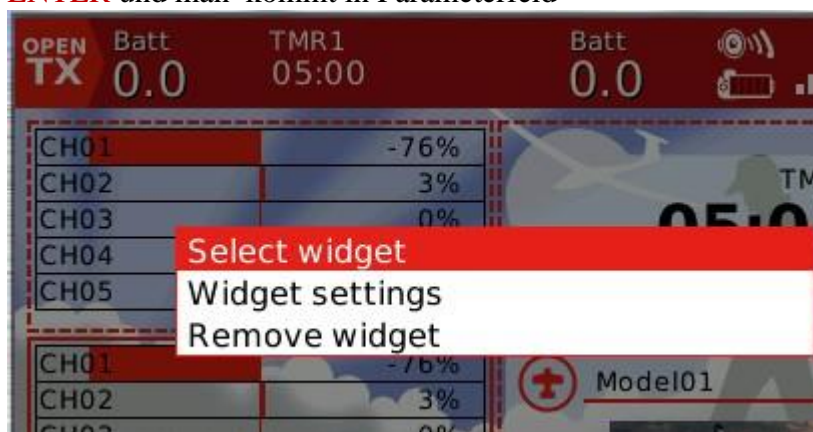 ENTER und man kommt in Parameterfeld
OPEN TX Batt 0.0 TMR1 05:00 Batt 0.0
CH01 -76%
CH02 3%
CH03 0%
CH04
CH05
Select widget
Widget settings
Remove widget
CH01 -76%
CH02 3%
Model01